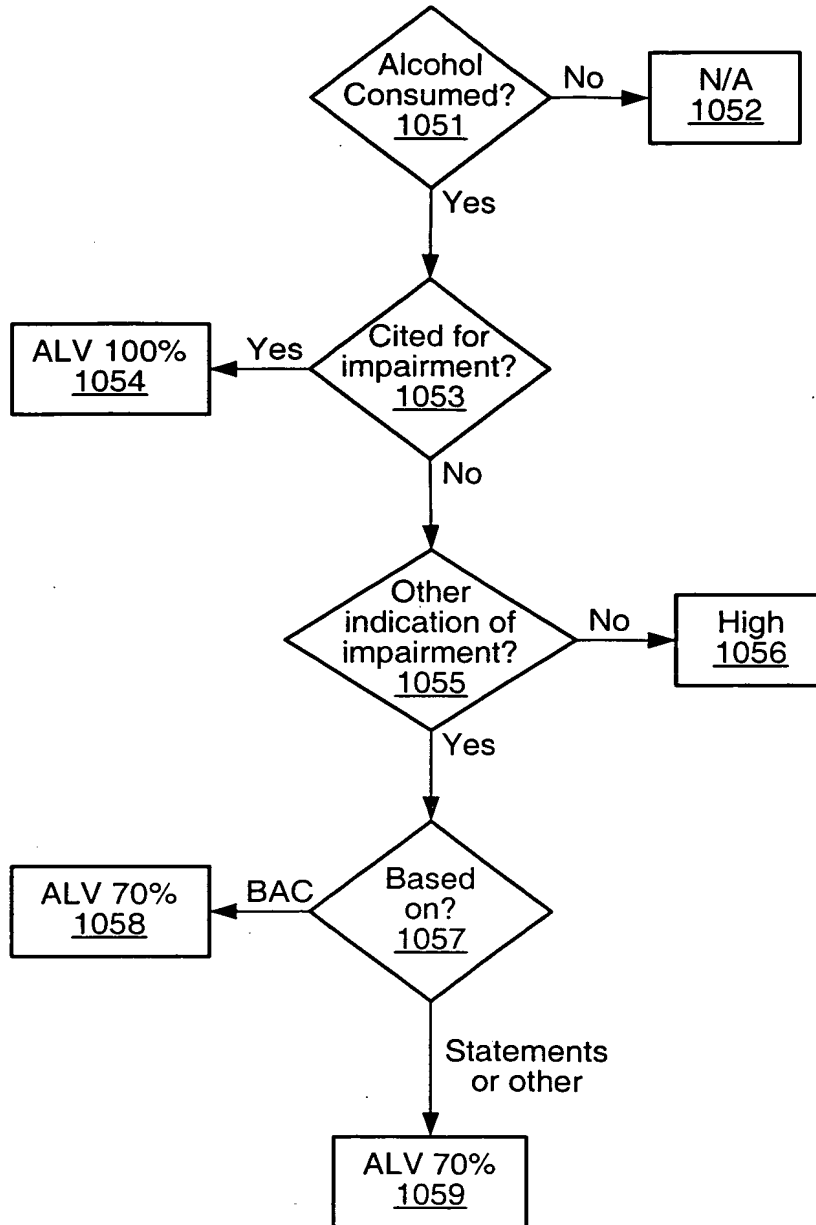 Alcohol
Consumed?
1051
No
N/A
1052
Yes
Cited for
impairment?
1053
Yes
ALV 100%
1054
No
Other
indication of
impairment?
1055
No
High
1056
Yes
Based
on?
1057
BAC
ALV 70%
1058
Statements
or other
ALV 70%
1059